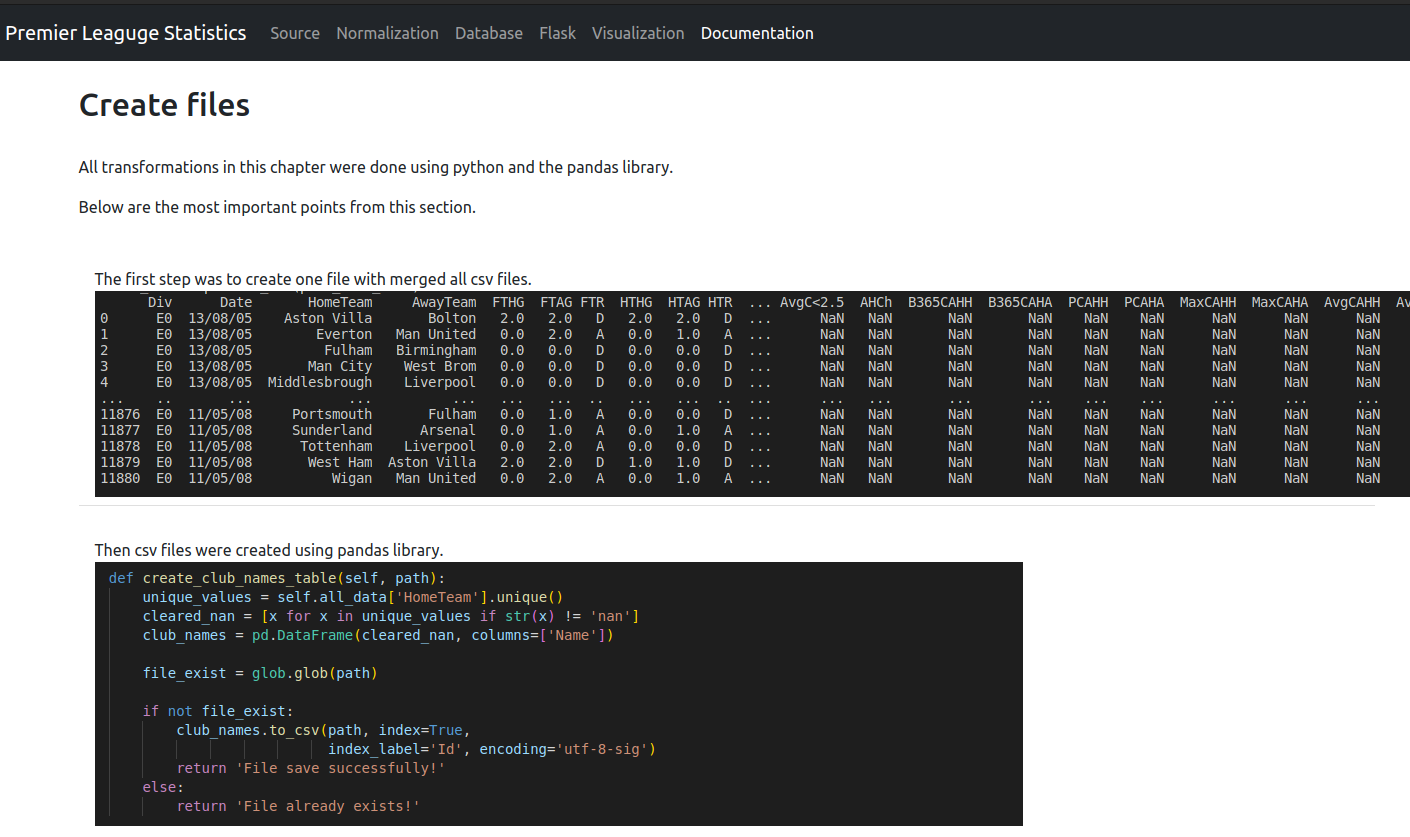 Premier Leaguge Statistics Source Normalization Database Flask Visualization Documentation
Create files
All transformations in this chapter were done using python and the pandas library.
Below are the most important points from this section.
The first step was to create one file with merged all csv files.
Div Date HomeTeam AwayTeam FTHG FTAG FTR HTHG HTAG HTR ... AvgC<2.5 AHCh B365CAHH B365CAHA PCAHH PCAHA MaxCAHH MaxCAHA AvgCAHH
0 E0 13/08/05 Aston Villa Bolton 2.0 2.0 D 2.0 2.0 D ... NaN NaN NaN NaN NaN NaN NaN NaN NaN
1 E0 13/08/05 Everton Man United 0.0 2.0 A 0.0 1.0 A ... NaN NaN NaN NaN NaN NaN NaN NaN NaN
2 E0 13/08/05 Fulham Birmingham 0.0 0.0 D 0.0 0.0 D ... NaN NaN NaN NaN NaN NaN NaN NaN NaN
3 E0 13/08/05 Man City West Brom 0.0 0.0 D 0.0 0.0 D ... NaN NaN NaN NaN NaN NaN NaN NaN NaN
4 E0 13/08/05 Middlesbrough Liverpool 0.0 0.0 D 0.0 0.0 D ... NaN NaN NaN NaN NaN NaN NaN NaN NaN
... .. ... ... ... ... ... .. ... ... .. ... ... ... ... ... ... ... ... ... ...
11876 E0 11/05/08 Portsmouth Fulham 0.0 1.0 A 0.0 0.0 D ... NaN NaN NaN NaN NaN NaN NaN NaN NaN
11877 E0 11/05/08 Sunderland Arsenal 0.0 1.0 A 0.0 1.0 A ... NaN NaN NaN NaN NaN NaN NaN NaN NaN
11878 E0 11/05/08 Tottenham Liverpool 0.0 2.0 A 0.0 0.0 D ... NaN NaN NaN NaN NaN NaN NaN NaN NaN
11879 E0 11/05/08 West Ham Aston Villa 2.0 2.0 D 1.0 1.0 D ... NaN NaN NaN NaN NaN NaN NaN NaN NaN
11880 E0 11/05/08 Wigan Man United 0.0 2.0 A 0.0 1.0 A ... NaN NaN NaN NaN NaN NaN NaN NaN NaN
Then csv files were created using pandas library.
def create_club_names_table(self, path):
unique_values = self.all_data['HomeTeam'].unique()
cleared_nan = [x for x in unique_values if str(x) != 'nan']
club_names = pd.DataFrame(cleared_nan, columns=['Name'])
file_exist = glob.glob(path)
if not file_exist:
club_names.to_csv(path, index=True,
index_label='Id', encoding='utf-8-sig')
return 'File save successfully!'
else:
return 'File already exists!'